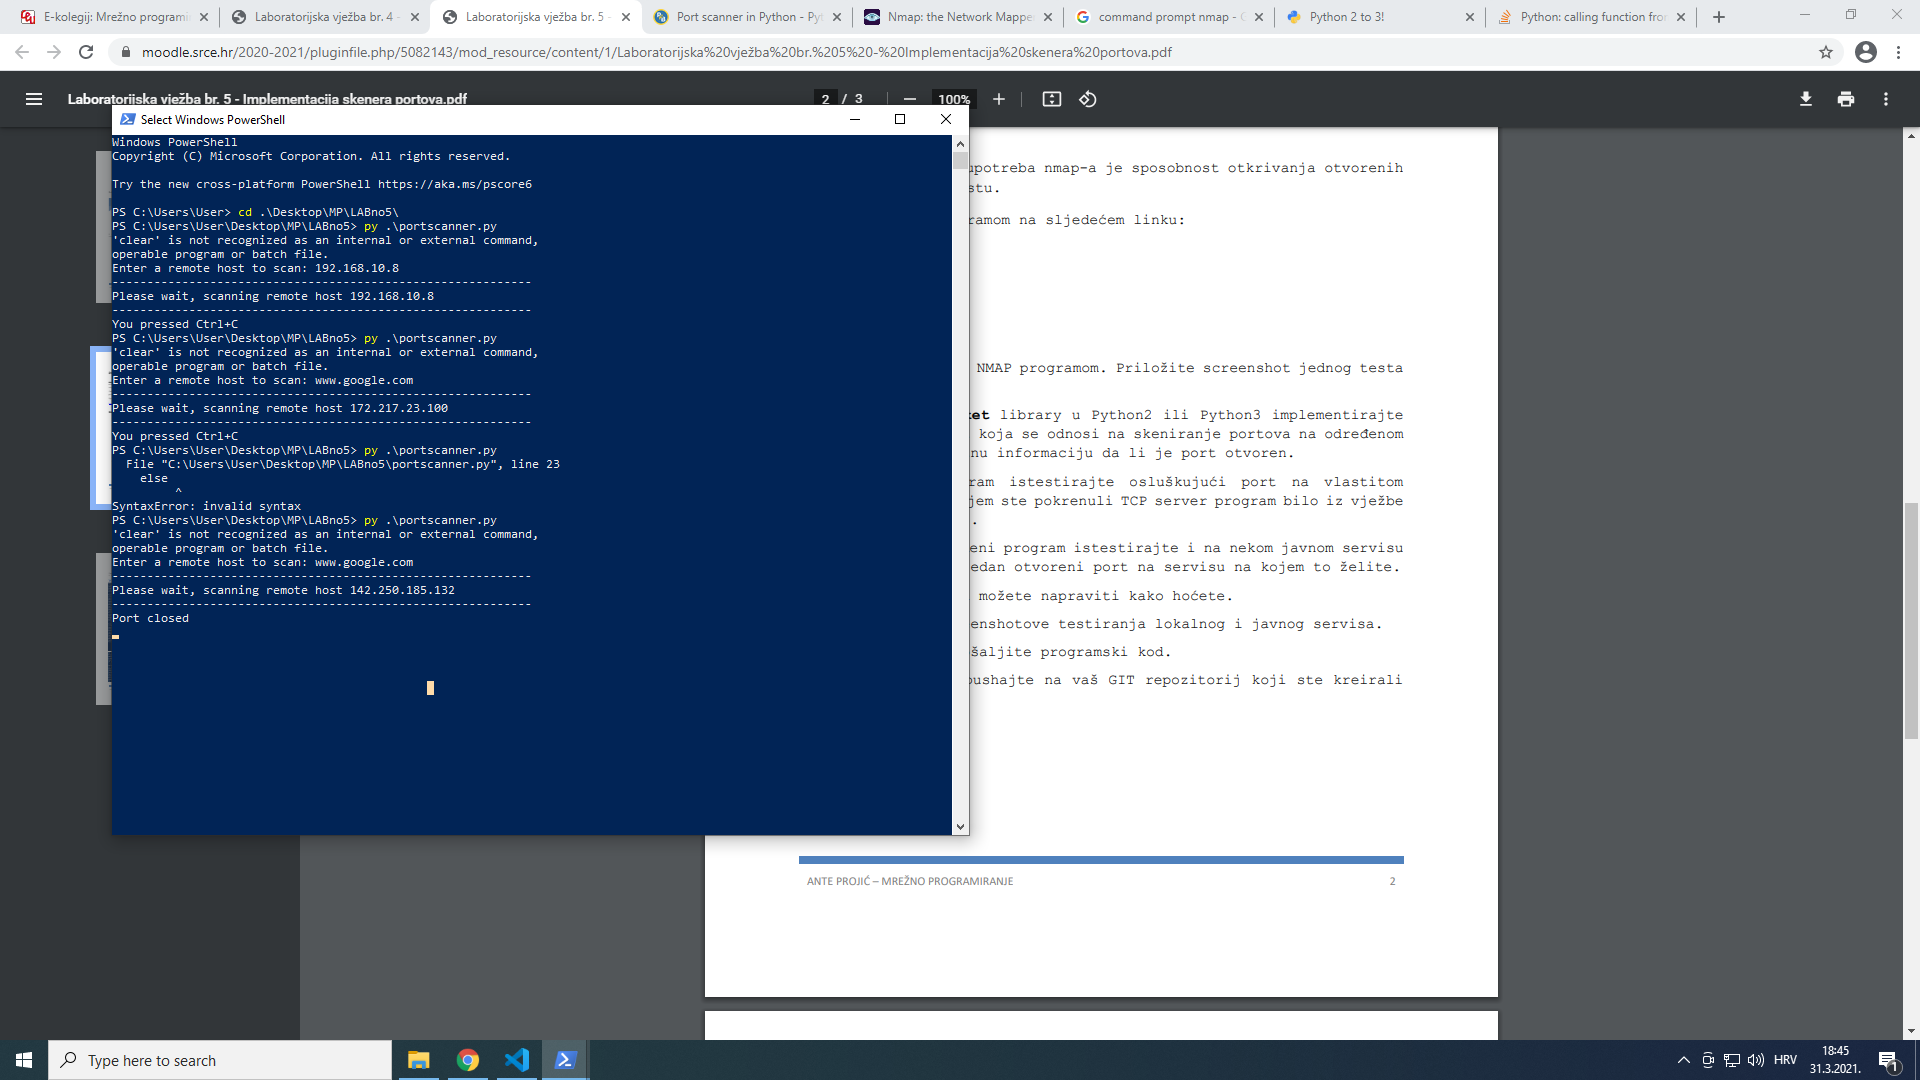 E-kolegij: Mrežno programi
Laboratorijska vježba br. 4 -
Laboratorijska vježba br. 5 -
Port scanner in Python - Pyt
Nmap: the Network Mappe
command prompt nmap - G
Python 2 to 3!
Python: calling function fro
moodle.srce.hr/2020-2021/pluginfile.php/5082143/mod_resource/content/1/Laboratorijska%20vježba%20br.%205%20-%20Implementacija%20skenera%20portova.pdf
Laboratorijska vježba br. 5 - Implementacija skenera portova.pdf
2 / 3
100%
Select Windows PowerShell
Windows PowerShell
Copyright (C) Microsoft Corporation. All rights reserved.
Try the new cross-platform PowerShell https://aka.ms/pscore6
PS C:\Users\User> cd .\Desktop\MP\LABno5\
PS C:\Users\User\Desktop\MP\LABno5> py .\portscanner.py
'clear' is not recognized as an internal or external command,
operable program or batch file.
Enter a remote host to scan: 192.168.10.8
------------------------------------------------------------
Please wait, scanning remote host 192.168.10.8
------------------------------------------------------------
You pressed Ctrl+C
PS C:\Users\User\Desktop\MP\LABno5> py .\portscanner.py
'clear' is not recognized as an internal or external command,
operable program or batch file.
Enter a remote host to scan: www.google.com
------------------------------------------------------------
Please wait, scanning remote host 172.217.23.100
------------------------------------------------------------
You pressed Ctrl+C
PS C:\Users\User\Desktop\MP\LABno5> py .\portscanner.py
File "C:\Users\User\Desktop\MP\LABno5\portscanner.py", line 23
else
^
SyntaxError: invalid syntax
PS C:\Users\User\Desktop\MP\LABno5> py .\portscanner.py
'clear' is not recognized as an internal or external command,
operable program or batch file.
Enter a remote host to scan: www.google.com
------------------------------------------------------------
Please wait, scanning remote host 142.250.185.132
------------------------------------------------------------
Port closed
upotreba nmap-a je sposobnost otkrivanja otvorenih
stu.
ramom na sljedećem linku:
NMAP programom. Priložite screenshot jednog testa
ket library u Python2 ili Python3 implementirajte
koja se odnosi na skeniranje portova na određenom
nu informaciju da li je port otvoren.
ram istestirajte osluškujući port na vlastitom
jem ste pokrenuli TCP server program bilo iz vježbe
.
eni program istestirajte i na nekom javnom servisu
edan otvoreni port na servisu na kojem to želite.
možete napraviti kako hoćete.
enshotove testiranja lokalnog i javnog servisa.
šaljite programski kod.
pushajte na vaš GIT repozitorij koji ste kreirali
ANTE PROJIĆ – MREŽNO PROGRAMIRANJE 2
Type here to search
HRV
18:45
31.3.2021.
1